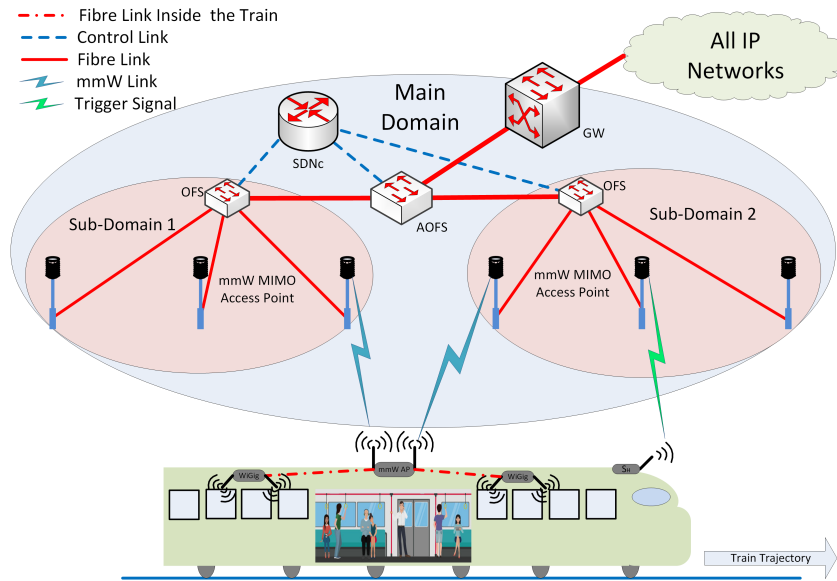 Fibre Link Inside  the Train
Control Link
Fibre Link
mmW Link
Trigger Signal
All IP
Networks
Main
Domain
GW
SDNc
OFS
AOFS
OFS
Sub-Domain 1
Sub-Domain 2
mmW MIMO
Access Point
mmW MIMO
Access Point
WiGig
mmW AP
WiGig
SH
Train Trajectory